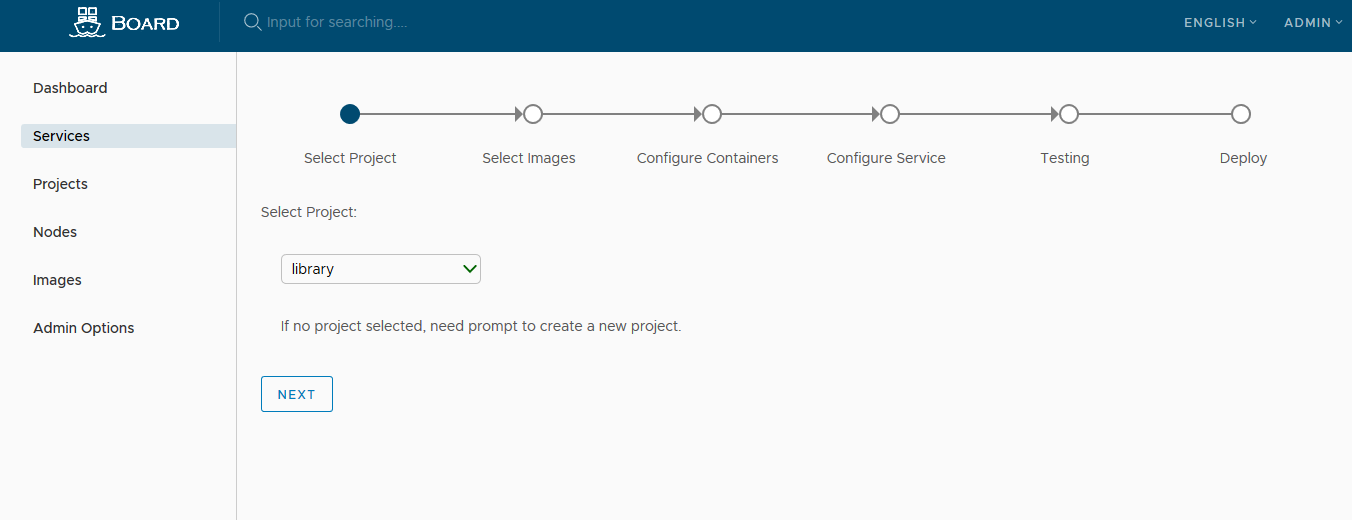 BOARD
Input for searching....
ENGLISH
ADMIN
Dashboard
Services
Projects
Nodes
Images
Admin Options
Select Project
Select Images
Configure Containers
Configure Service
Testing
Deploy
Select Project:
library
If no project selected, need prompt to create a new project.
NEXT